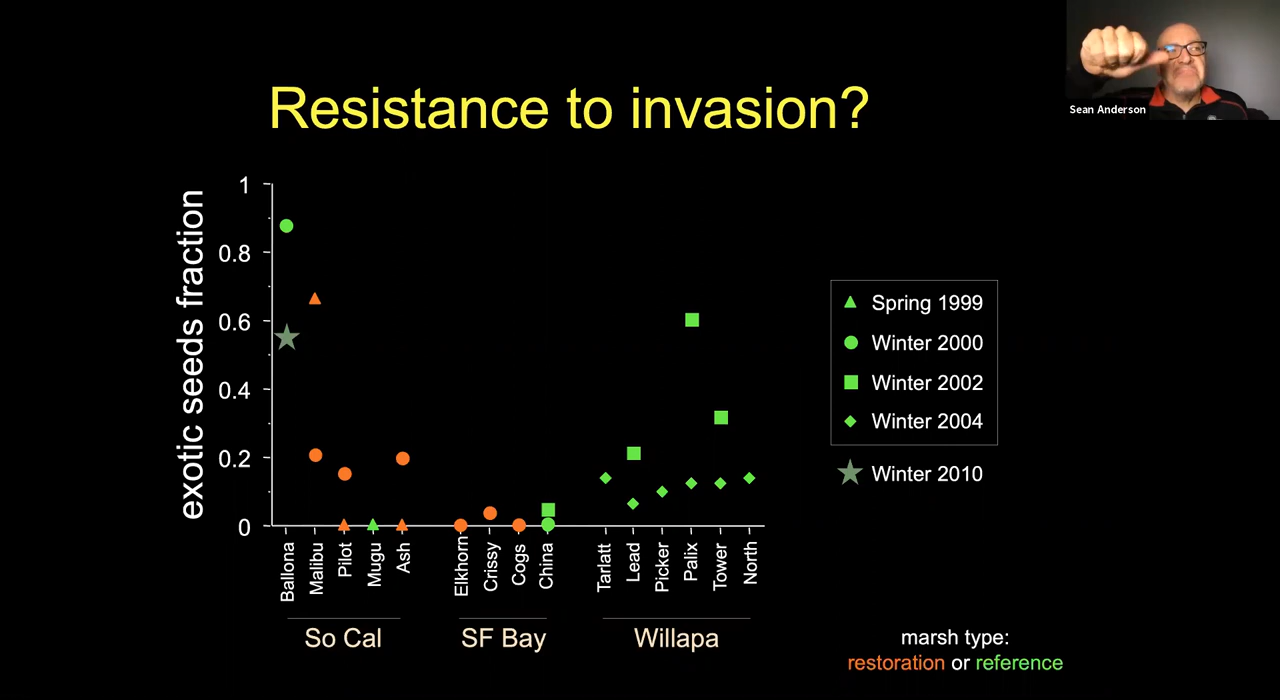 Sean Anderson
Resistance to invasion?
exotic seeds fraction
1
0.8
0.6
0.4
0.2
0
Ballona
Malibu
Pilot
Mugu
Ash
Elkhorn
Crissy
Cogs
China
Tarlatt
Lead
Picker
Palix
Tower
North
So Cal
SF Bay
Willapa
Spring 1999
Winter 2000
Winter 2002
Winter 2004
Winter 2010
marsh type:
restoration or reference